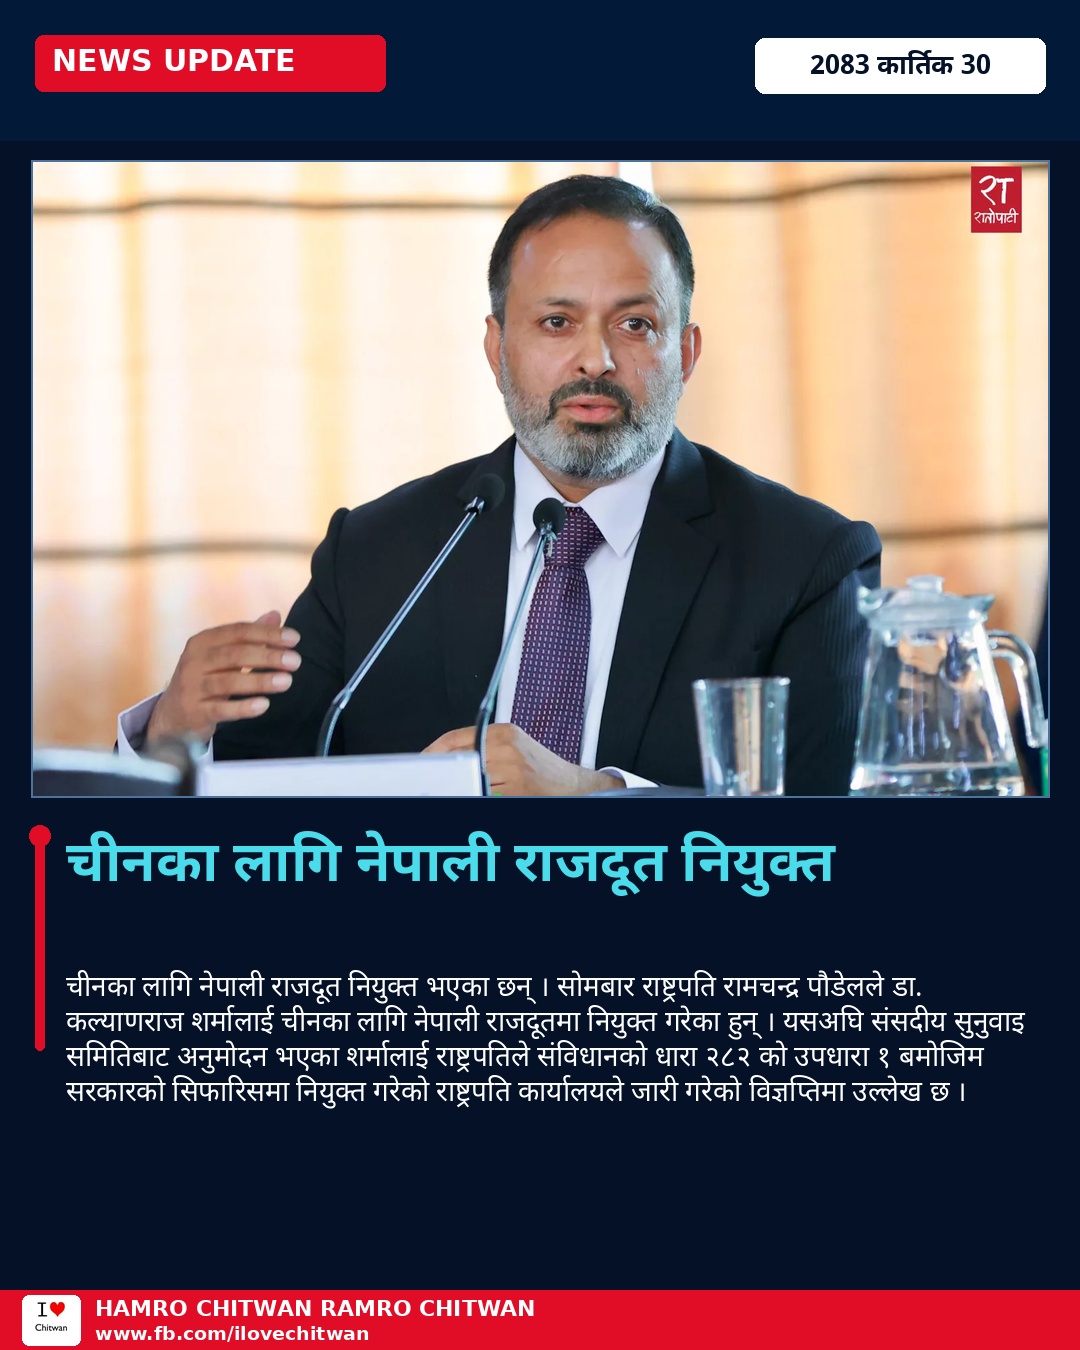 NEWS UPDATE
2083 कार्तिक 30
रा
रातोपाटी
चीनका लागि नेपाली राजदूत नियुक्त
चीनका लागि नेपाली राजदूत नियुक्त भएका छन् । सोमबार राष्ट्रपति रामचन्द्र पौडेलले डा.
कल्याणराज शर्मालाई चीनका लागि नेपाली राजदूतमा नियुक्त गरेका हुन् । यसअघि संसदीय सुनुवाइ
समितिबाट अनुमोदन भएका शर्मालाई राष्ट्रपतिले संविधानको धारा २८२ को उपधारा १ बमोजिम
सरकारको सिफारिसमा नियुक्त गरेको राष्ट्रपति कार्यालयले जारी गरेको विज्ञप्तिमा उल्लेख छ ।
I ♥
Chitwan
HAMRO CHITWAN RAMRO CHITWAN
www.fb.com/ilovechitwan